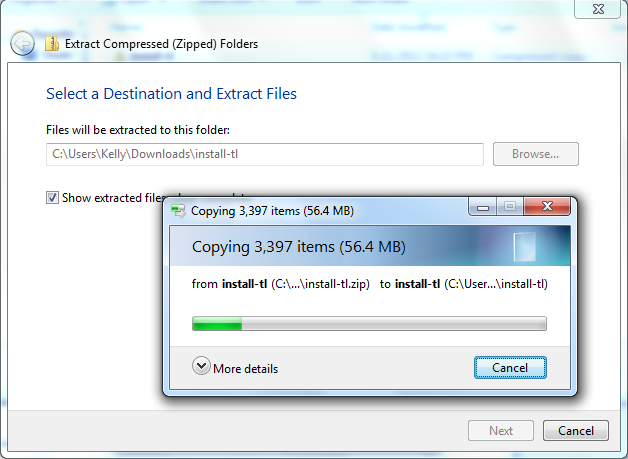 Extract Compressed (Zipped) Folders
Select a Destination and Extract Files
Files will be extracted to this folder:
C:\Users\Kelly\Downloads\install-tl
Browse...
Show extracted files
Copying 3,397 items (56.4 MB)
Copying 3,397 items (56.4 MB)
from install-tl (C:\...\install-tl.zip) to install-tl (C:\User...\install-tl)
More details
Cancel
Next
Cancel